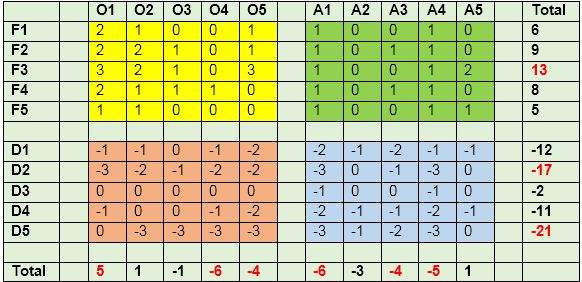 O1 O2 O3 O4 O5 A1 A2 A3 A4 A5 Total
F1 2 1 0 0 1 1 0 0 1 0 6
F2 2 2 1 0 1 1 0 1 1 0 9
F3 3 2 1 0 3 1 0 0 1 2 13
F4 2 1 1 1 0 1 0 1 1 0 8
F5 1 1 0 0 0 1 0 0 1 1 5
D1 -1 -1 0 -1 -2 -2 -1 -2 -1 -1 -12
D2 -3 -2 -1 -2 -2 -3 0 -1 -3 0 -17
D3 0 0 0 0 0 -1 0 0 -1 0 -2
D4 -1 0 0 -1 -2 -2 -1 -1 -2 -1 -11
D5 0 -3 -3 -3 -3 -3 -1 -2 -3 0 -21
Total 5 1 -1 -6 -4 -6 -3 -4 -5 1